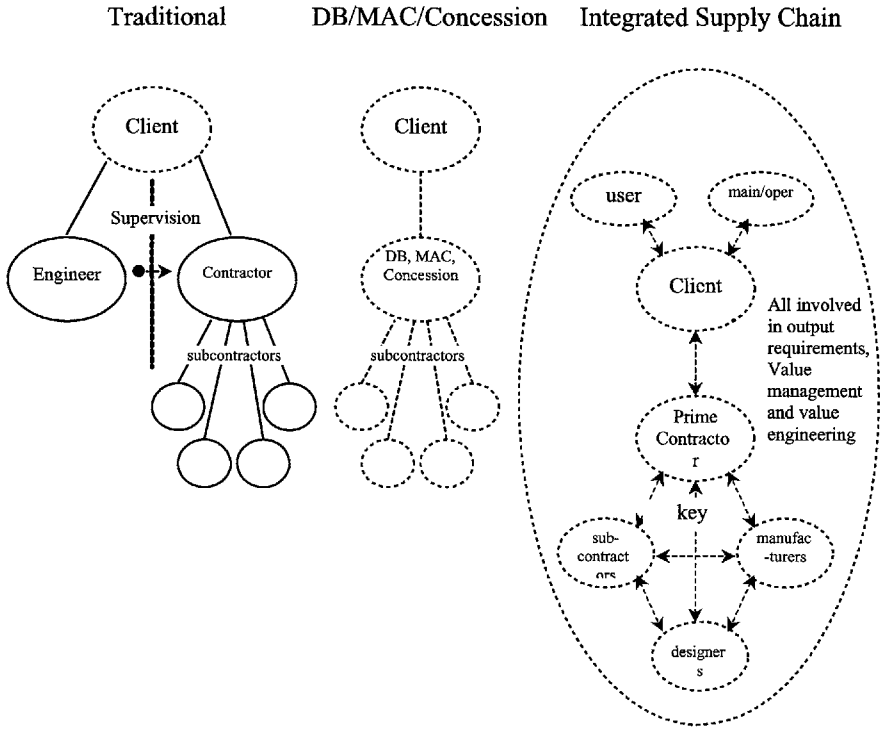 Traditional
DB/MAC/Concession
Integrated Supply Chain
Client
Supervision
Engineer
Contractor
subcontractors
Client
DB, MAC,
Concession
subcontractors
user
main/oper
Client
All involved
in output
requirements,
Value
management
and value
engineering
Prime
Contracto
r
key
sub-
contract
ors
manufac
-turers
designer
s